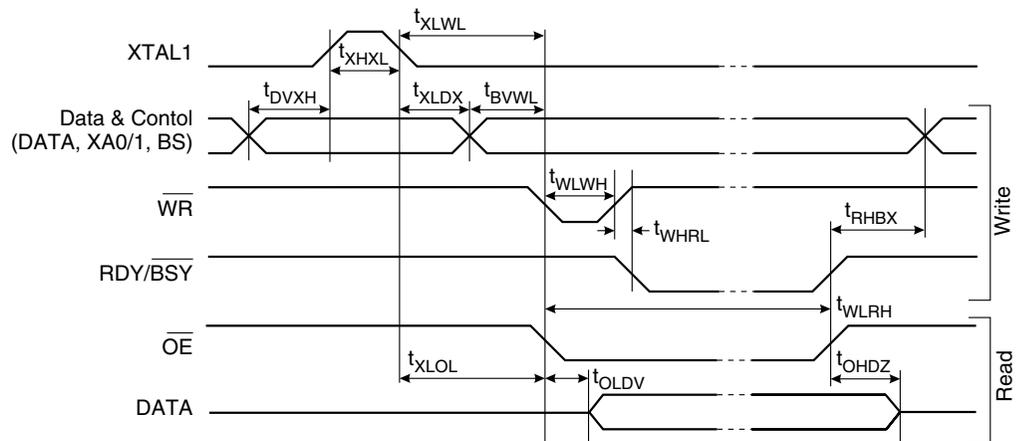 tXLWL
XTAL1
tXHXL
tDVXH
tXLDX
tBVWL
Data & Contol
(DATA, XA0/1, BS)
tWLWH
WR
tWHRL
tRHBX
Write
RDY/BSY
tWLRH
OE
tXLOL
tOLDV
tOHDZ
Read
DATA